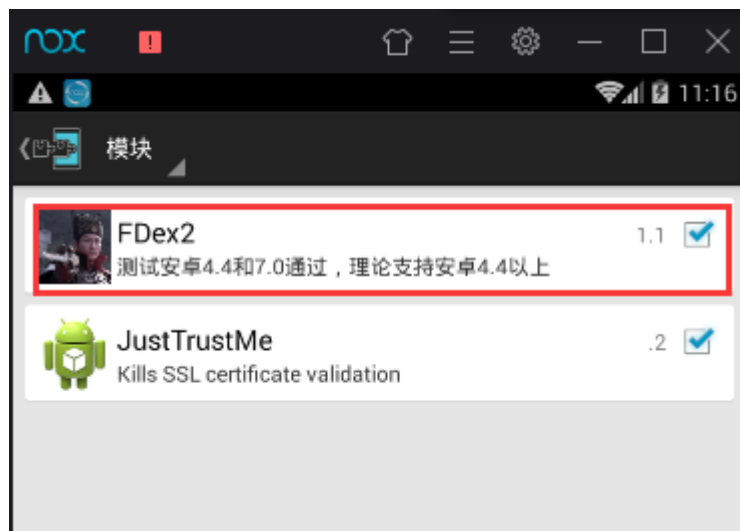 nox
11:16
模块
FDex2
1.1
测试安卓4.4和7.0通过，理论支持安卓4.4以上
JustTrustMe
.2
Kills SSL certificate validation